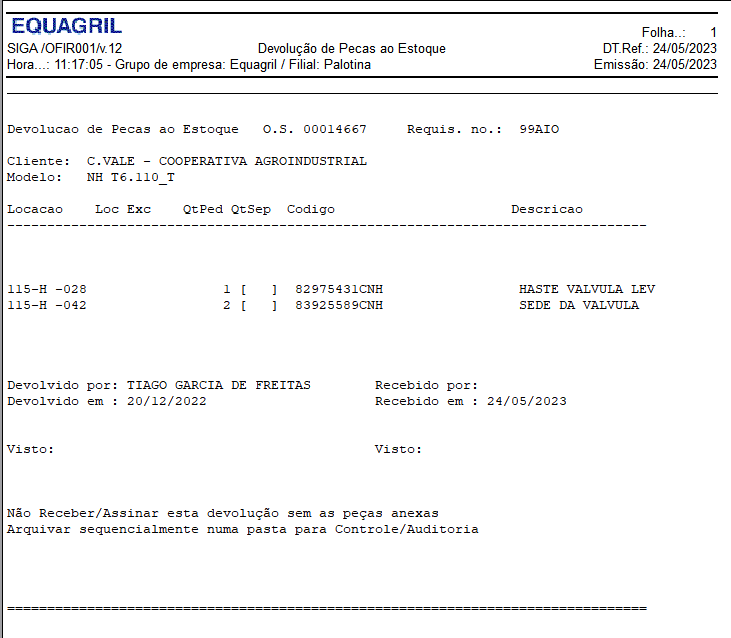 EQUAGRIL
Folha..: 1
SIGA /OFIR001/v.12 Devolução de Pecas ao Estoque DT.Ref.: 24/05/2023
Hora...: 11:17:05 - Grupo de empresa: Equagril / Filial: Palotina Emissão: 24/05/2023
Devolucao de Pecas ao Estoque O.S. 00014667 Requis. no.: 99AIO
Cliente: C.VALE - COOPERATIVA AGROINDUSTRIAL
Modelo: NH T6.110_T
Locacao Loc Exc QtPed QtSep Codigo Descricao
--------------------------------------------------------------------------------
115-H -028 1 [ ] 82975431CNH HASTE VALVULA LEV
115-H -042 2 [ ] 83925589CNH SEDE DA VALVULA
Devolvido por: TIAGO GARCIA DE FREITAS Recebido por:
Devolvido em : 20/12/2022 Recebido em : 24/05/2023
Visto: Visto:
Não Receber/Assinar esta devolução sem as peças anexas
Arquivar sequencialmente numa pasta para Controle/Auditoria
================================================================================